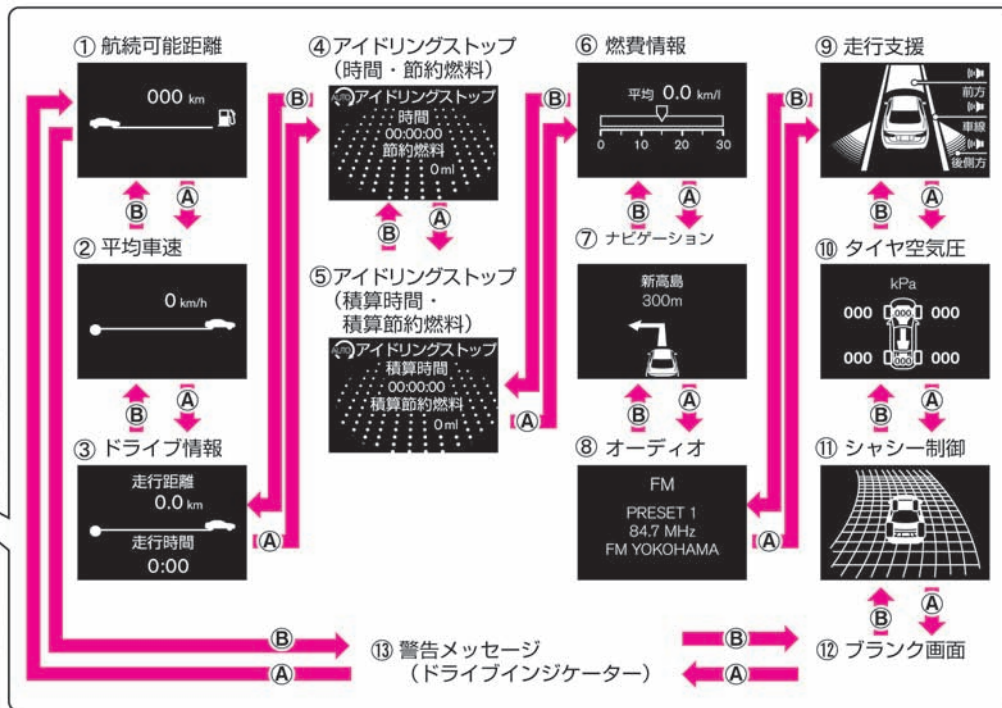 ① 航続可能距離
000 km
Ⓑ
Ⓐ
② 平均車速
0 km/h
Ⓑ
Ⓐ
③ ドライブ情報
走行距離
0.0 km
走行時間
0:00
Ⓑ
Ⓐ
④アイドリングストップ
(時間・節約燃料)
AUTO アイドリングストップ
時間
00:00:00
節約燃料
0 ml
Ⓑ
Ⓐ
⑤アイドリングストップ
(積算時間・
積算節約燃料)
AUTO アイドリングストップ
積算時間
00:00:00
積算節約燃料
0 ml
Ⓑ
Ⓐ
⑥ 燃費情報
平均 0.0 km/l
0 10 20 30
Ⓑ
Ⓐ
⑦ ナビゲーション
新高島
300m
Ⓑ
Ⓐ
⑧ オーディオ
FM
PRESET 1
84.7 MHz
FM YOKOHAMA
Ⓑ
Ⓐ
⑨ 走行支援
前方
車線
後側方
Ⓑ
Ⓐ
⑩ タイヤ空気圧
kPa
000 000 000
000 000 000
Ⓑ
Ⓐ
⑪ シャシー制御
Ⓑ
Ⓐ
⑫ ブランク画面
Ⓑ
Ⓐ
⑬ 警告メッセージ
(ドライブインジケーター)
Ⓑ
Ⓐ